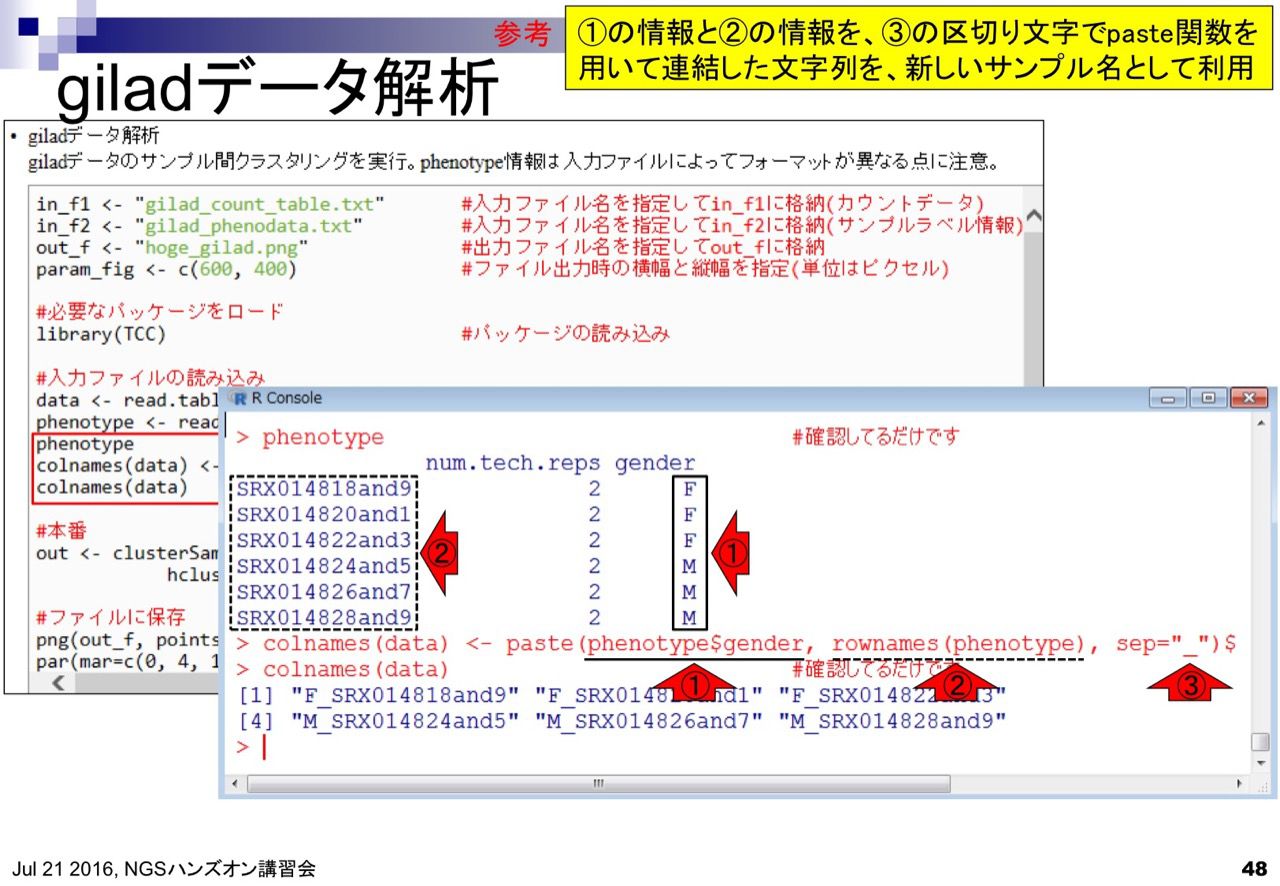 参考
①の情報と②の情報を、③の区切り文字でpaste関数を
用いて連結した文字列を、新しいサンプル名として利用
giladデータ解析
• giladデータ解析
giladデータのサンプル間クラスタリングを実行。phenotype情報は入力ファイルによってフォーマットが異なる点に注意。
in_f1 <- "gilad_count_table.txt" #入力ファイル名を指定してin_f1に格納(カウントデータ)
in_f2 <- "gilad_phenodata.txt" #入力ファイル名を指定してin_f2に格納(サンプルラベル情報)
out_f <- "hoge_gilad.png" #出力ファイル名を指定してout_fに格納
param_fig <- c(600, 400) #ファイル出力時の横幅と縦幅を指定(単位はピクセル)
#必要なパッケージをロード
library(TCC) #パッケージの読み込み
#入力ファイルの読み込み
data <- read.tabl
phenotype <- read
phenotype
colnames(data) <-
colnames(data)
#本番
out <- clusterSam
hclus
#ファイルに保存
png(out_f, points
par(mar=c(0, 4, 1
R Console
> phenotype #確認してるだけです
num.tech.reps gender
SRX014818and9 2 F
SRX014820and1 2 F
SRX014822and3 2 F
SRX014824and5 2 M
SRX014826and7 2 M
SRX014828and9 2 M
② ①
> colnames(data) <- paste(phenotype$gender, rownames(phenotype), sep="_")$
> colnames(data) #確認してるだけです
① ② ③
[1] "F_SRX014818and9" "F_SRX014820and1" "F_SRX014822and3"
[4] "M_SRX014824and5" "M_SRX014826and7" "M_SRX014828and9"
>
Jul 21 2016, NGSハンズオン講習会
48